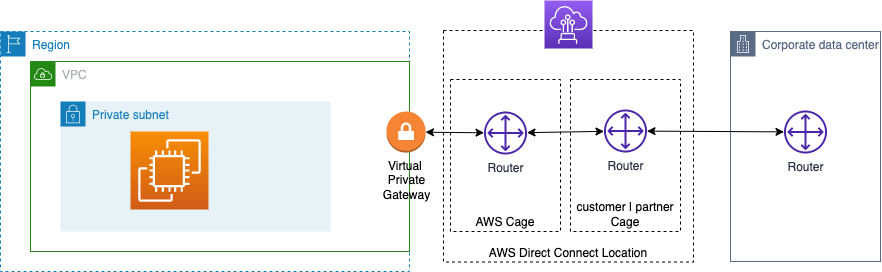 Region
VPC
Private subnet
Virtual
Private
Gateway
Router
AWS Cage
Router
customer | partner
Cage
AWS Direct Connect Location
Corporate data center
Router